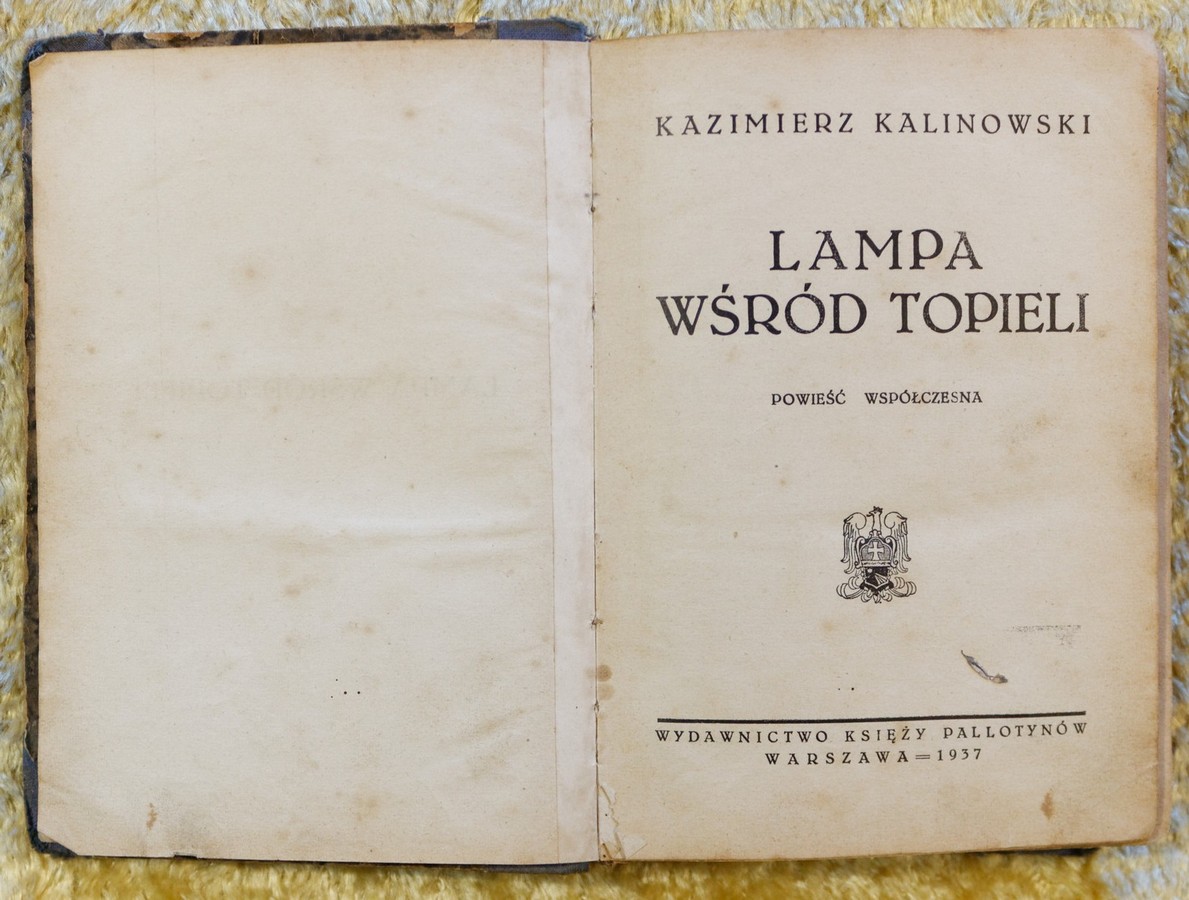 KAZIMIERZ KALINOWSKI
LAMPA
WŚRÓD TOPIELI
POWIEŚĆ WSPÓŁCZESNA
WYDAWNICTWO KSIĘŻY PALLOTYNÓW
WARSZAWA = 1937